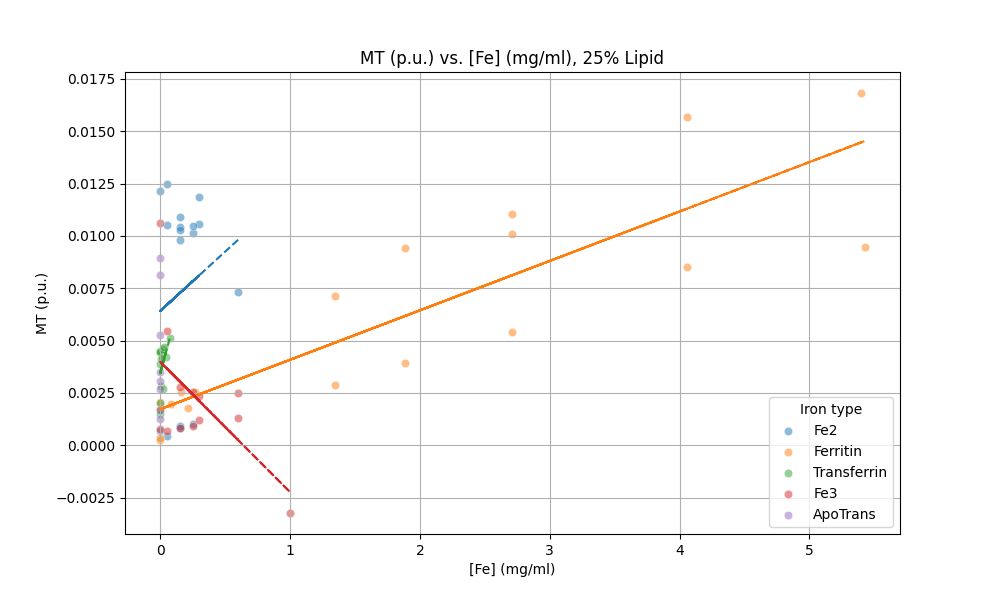 MT (p.u.) vs. [Fe] (mg/ml), 25% Lipid
0.0175
0.0150
0.0125
0.0100
0.0075
0.0050
0.0025
0.0000
−0.0025
MT (p.u.)
0 1 2 3 4 5
[Fe] (mg/ml)
Iron type
Fe2
Ferritin
Transferrin
Fe3
ApoTrans